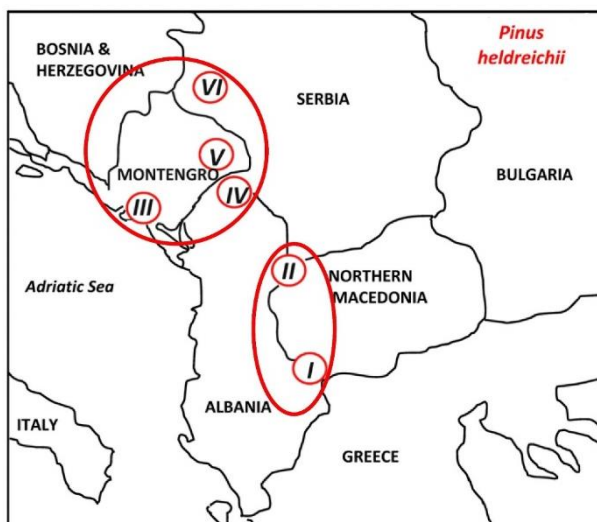 BOSNIA &
HERZEGOVINA
Pinus
heldreichii
VI
SERBIA
V
MONTENGRO
BULGARIA
IV
III
II
NORTHERN
MACEDONIA
Adriatic Sea
I
ALBANIA
ITALY
GREECE